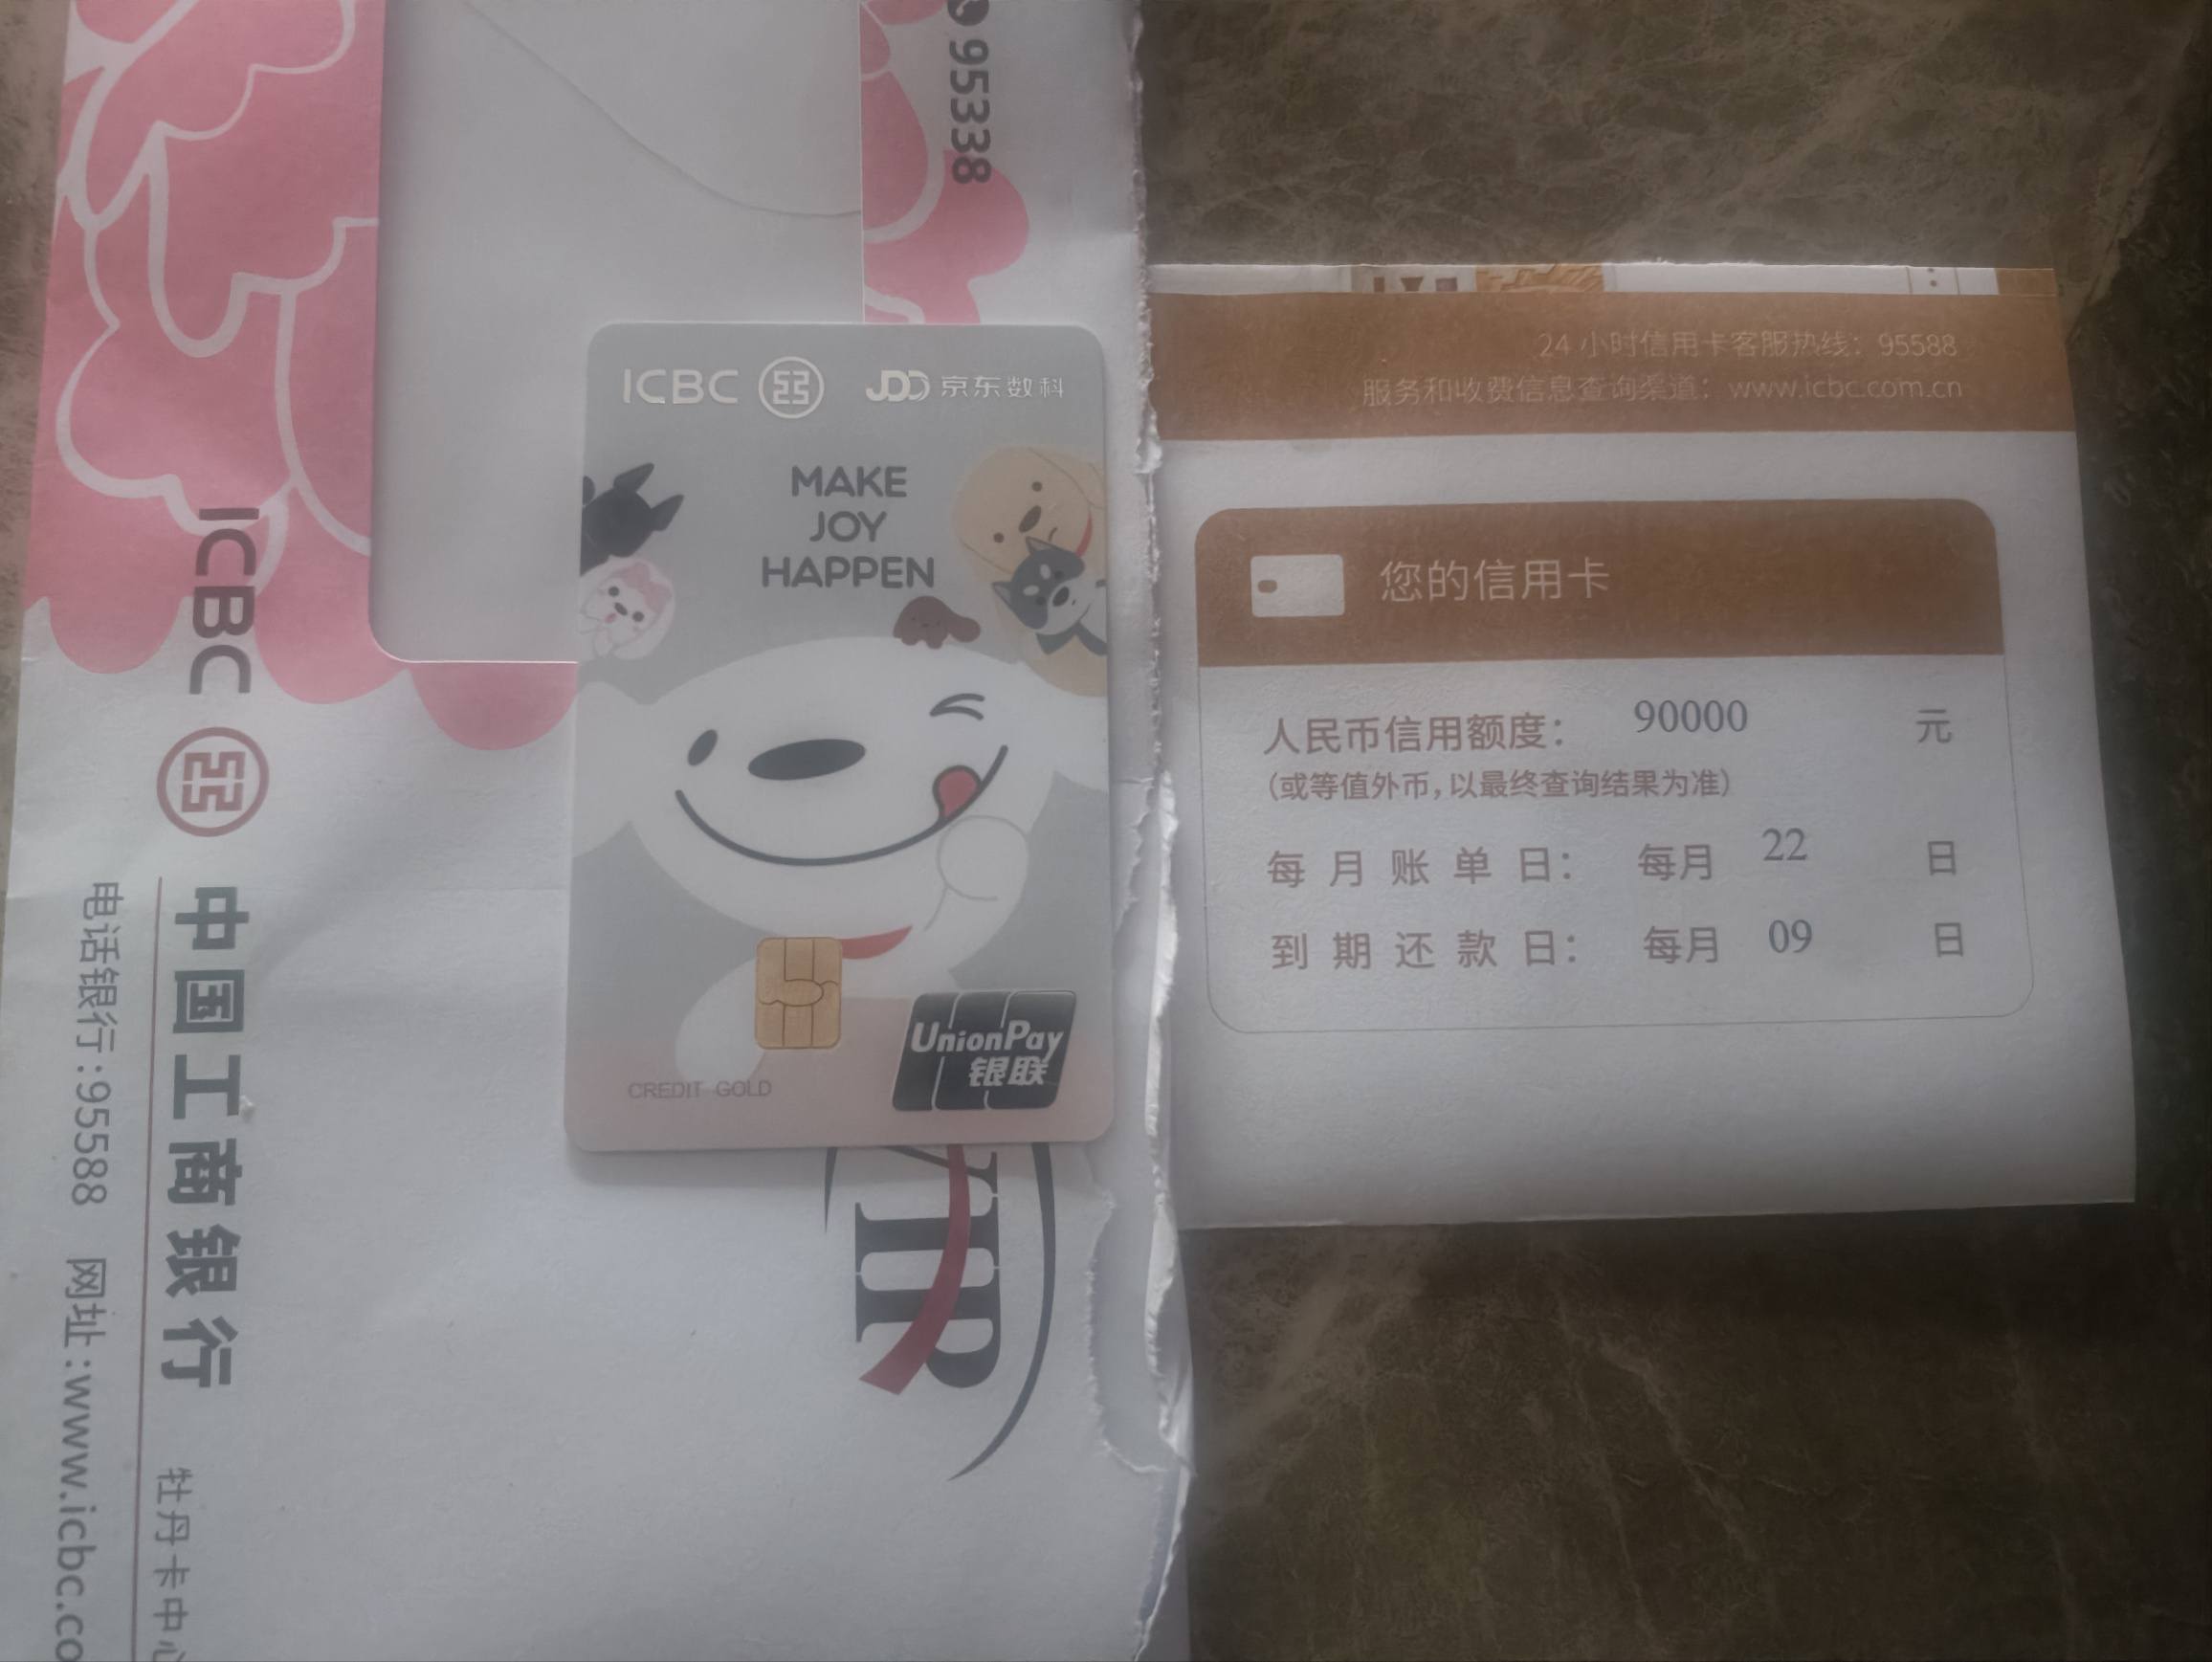 95338
ICBC 中国工商银行 牡丹卡中心
电话银行:95588 网址:www.icbc.co
ICBC JDD 京东数科
MAKE
JOY
HAPPEN
CREDIT GOLD
UnionPay
银联
VIP
24 小时信用卡客服热线：95588
服务和收费信息查询渠道：www.icbc.com.cn
您的信用卡
人民币信用额度： 90000 元
（或等值外币，以最终查询结果为准）
每月账单日： 每月 22 日
到期还款日： 每月 09 日